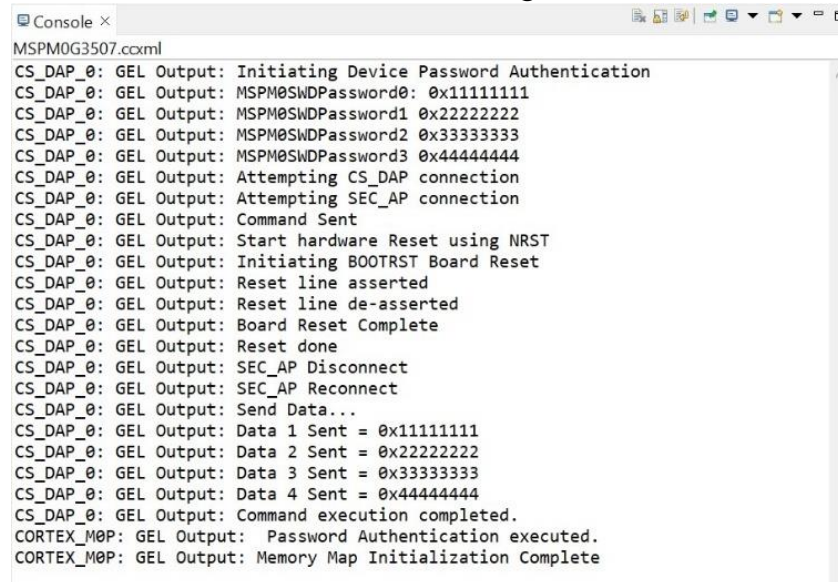 Console
MSPM0G3507.ccxml
CS_DAP_0: GEL Output: Initiating Device Password Authentication
CS_DAP_0: GEL Output: MSPM0SWDPassword0: 0x11111111
CS_DAP_0: GEL Output: MSPM0SWDPassword1 0x22222222
CS_DAP_0: GEL Output: MSPM0SWDPassword2 0x33333333
CS_DAP_0: GEL Output: MSPM0SWDPassword3 0x44444444
CS_DAP_0: GEL Output: Attempting CS_DAP connection
CS_DAP_0: GEL Output: Attempting SEC_AP connection
CS_DAP_0: GEL Output: Command Sent
CS_DAP_0: GEL Output: Start hardware Reset using NRST
CS_DAP_0: GEL Output: Initiating BOOTRST Board Reset
CS_DAP_0: GEL Output: Reset line asserted
CS_DAP_0: GEL Output: Reset line de-asserted
CS_DAP_0: GEL Output: Board Reset Complete
CS_DAP_0: GEL Output: Reset done
CS_DAP_0: GEL Output: SEC_AP Disconnect
CS_DAP_0: GEL Output: SEC_AP Reconnect
CS_DAP_0: GEL Output: Send Data...
CS_DAP_0: GEL Output: Data 1 Sent = 0x11111111
CS_DAP_0: GEL Output: Data 2 Sent = 0x22222222
CS_DAP_0: GEL Output: Data 3 Sent = 0x33333333
CS_DAP_0: GEL Output: Data 4 Sent = 0x44444444
CS_DAP_0: GEL Output: Command execution completed.
CORTEX_M0P: GEL Output:  Password Authentication executed.
CORTEX_M0P: GEL Output: Memory Map Initialization Complete